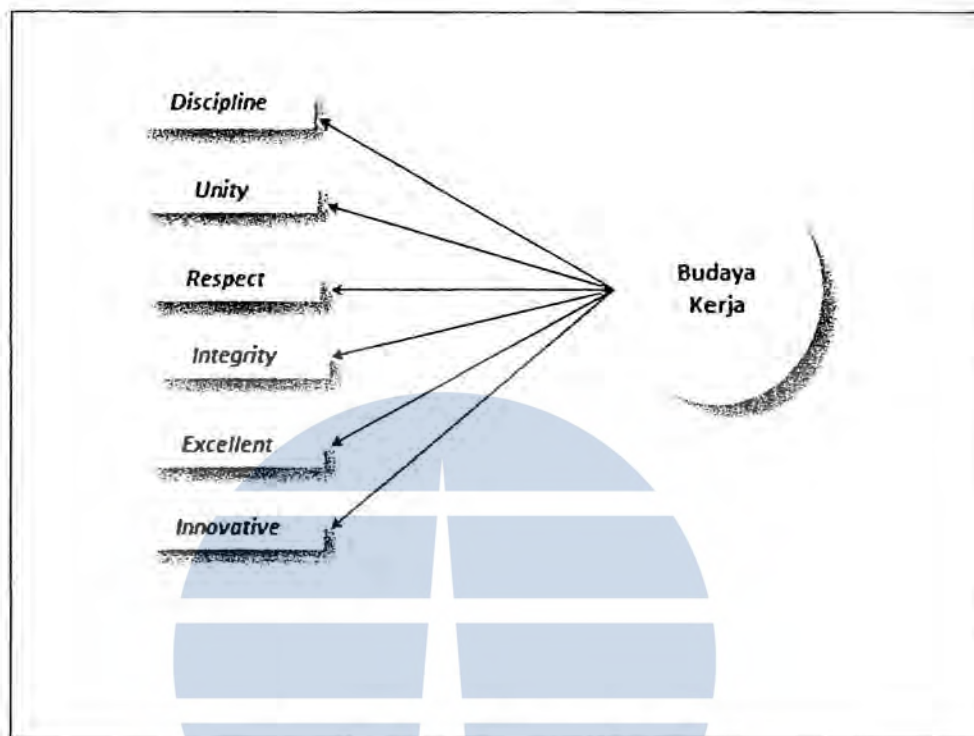 Discipline
Unity
Respect
Integrity
Excellent
Innovative
Budaya
Kerja